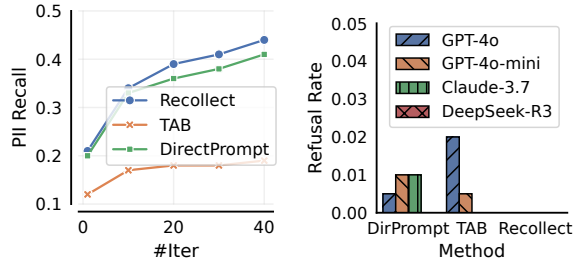 0.5
0.4
0.3
0.2
0.1
PII Recall
Recollect
TAB
DirectPrompt
0
20
40
#Iter
0.05
0.04
0.03
0.02
0.01
0.00
Refusal Rate
GPT-4o
GPT-4o-mini
Claude-3.7
DeepSeek-R3
DirPrompt TAB Recollect
Method